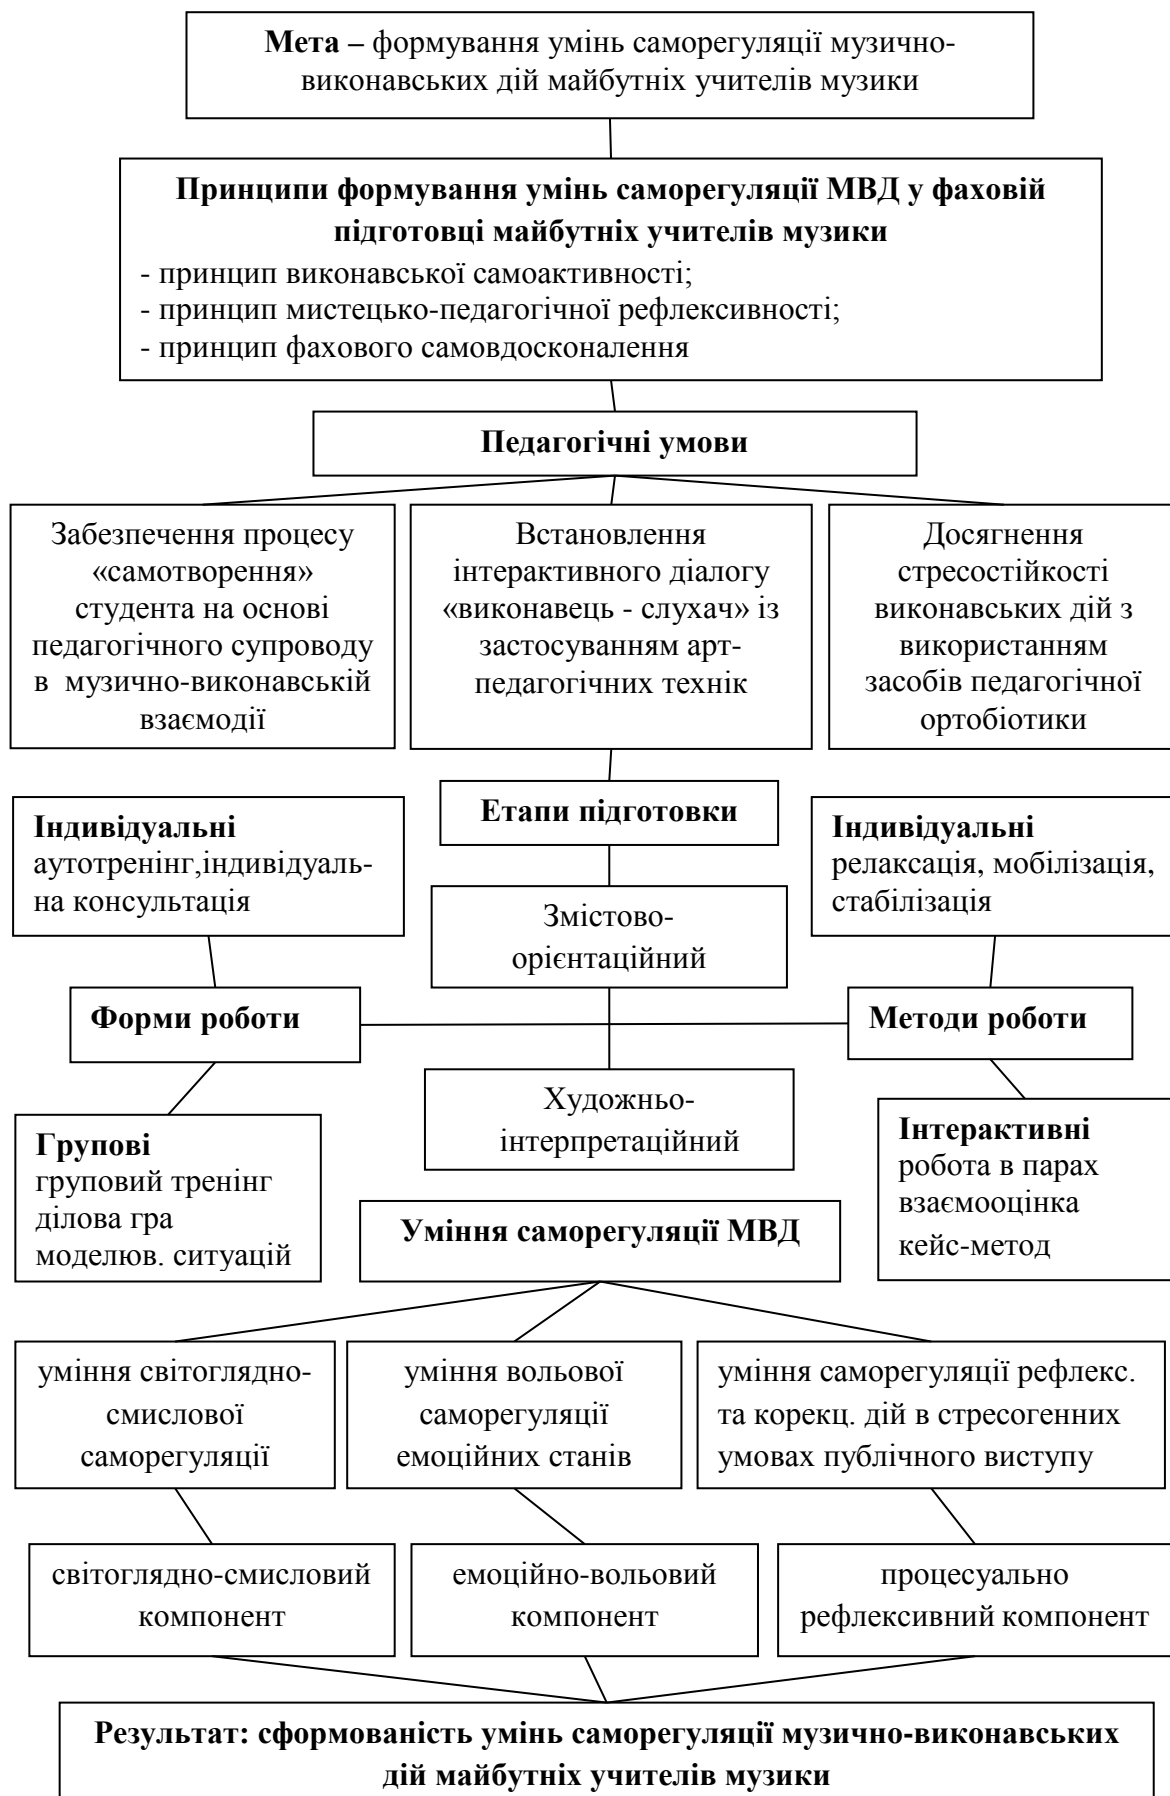 Мета – формування умінь саморегуляції музично-
виконавських дій майбутніх учителів музики
Принципи формування умінь саморегуляції МВД у фаховій
підготовці майбутніх учителів музики
- принцип виконавської самоактивності;
- принцип мистецько-педагогічної рефлексивності;
- принцип фахового самовдосконалення
Педагогічні умови
Забезпечення процесу
«самотворення»
студента на основі
педагогічного супроводу
в музично-виконавській
взаємодії
Встановлення
інтерактивного діалогу
«виконавець - слухач» із
застосуванням арт-
педагогічних технік
Досягнення
стресостійкості
виконавських дій з
використанням
засобів педагогічної
ортобіотики
Етапи підготовки
Індивідуальні
аутотренінг,індивідуаль-
на консультація
Індивідуальні
релаксація, мобілізація,
стабілізація
Змістово-
орієнтаційний
Форми роботи
Методи роботи
Художньо-
інтерпретаційний
Групові
груповий тренінг
ділова гра
моделюв. ситуацій
Інтерактивні
робота в парах
взаємооцінка
кейс-метод
Уміння саморегуляції МВД
уміння світоглядно-
смислової
саморегуляції
уміння вольової
саморегуляції
емоційних станів
уміння саморегуляції рефлекс.
та корекц. дій в стресогенних
умовах публічного виступу
світоглядно-смисловий
компонент
емоційно-вольовий
компонент
процесуально
рефлексивний компонент
Результат: сформованість умінь саморегуляції музично-виконавських
дій майбутніх учителів музики